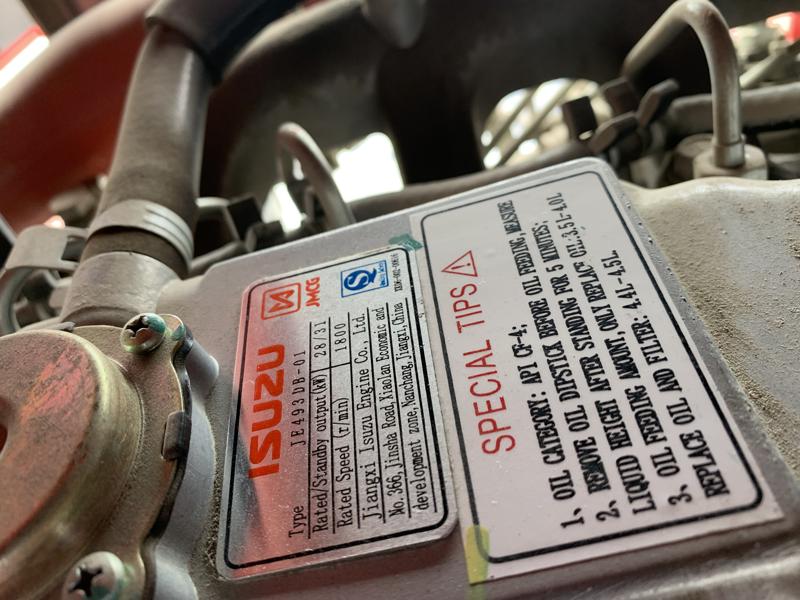 ISUZU
JMCG
Type JE493DB-01
Rated/Standby output(kW) 28/31
Rated Speed (r/min) 1800
Jiangxi Isuzu Engine Co., Ltd.
No. 366, Jinsha Road, Xiaolan Economic and
development zone, Nanchang, Jiangxi, China
SPECIAL TIPS
1、OIL CATEGORY: API CF-4;
2、REMOVE OIL DIPSTICK BEFORE OIL FEEDING, MEASURE
LIQUID HEIGHT AFTER STANDING FOR 5 MINUTES;
3、OIL FEEDING AMOUNT, ONLY REPLACE OIL:3.5L-4.0L
REPLACE OIL AND FILTER: 4.4L-4.5L.